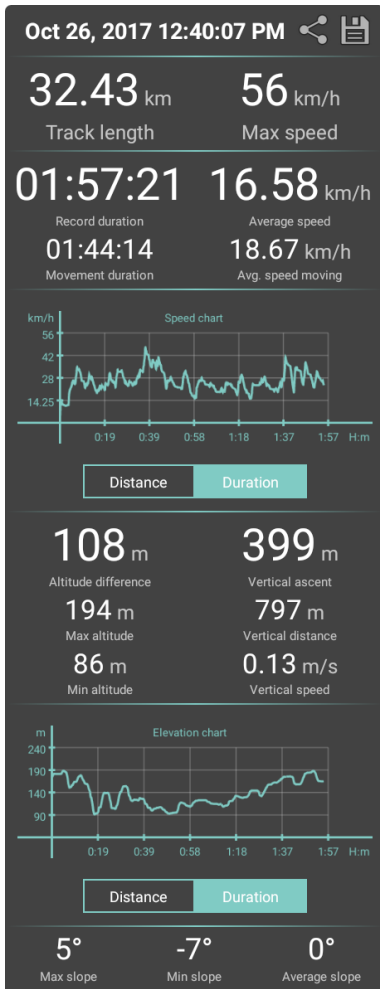 Oct 26, 2017 12:40:07 PM
32.43 km 56 km/h
Track length Max speed
01:57:21 16.58 km/h
Record duration Average speed
01:44:14 18.67 km/h
Movement duration Avg. speed moving
km/h Speed chart
56
42
28
14.25
0:19 0:39 0:58 1:18 1:37 1:57 H:m
Distance Duration
108 m 399 m
Altitude difference Vertical ascent
194 m 797 m
Max altitude Vertical distance
86 m 0.13 m/s
Min altitude Vertical speed
m Elevation chart
240
190
140
90
0:19 0:39 0:58 1:18 1:37 1:57 H:m
Distance Duration
5° -7° 0°
Max slope Min slope Average slope